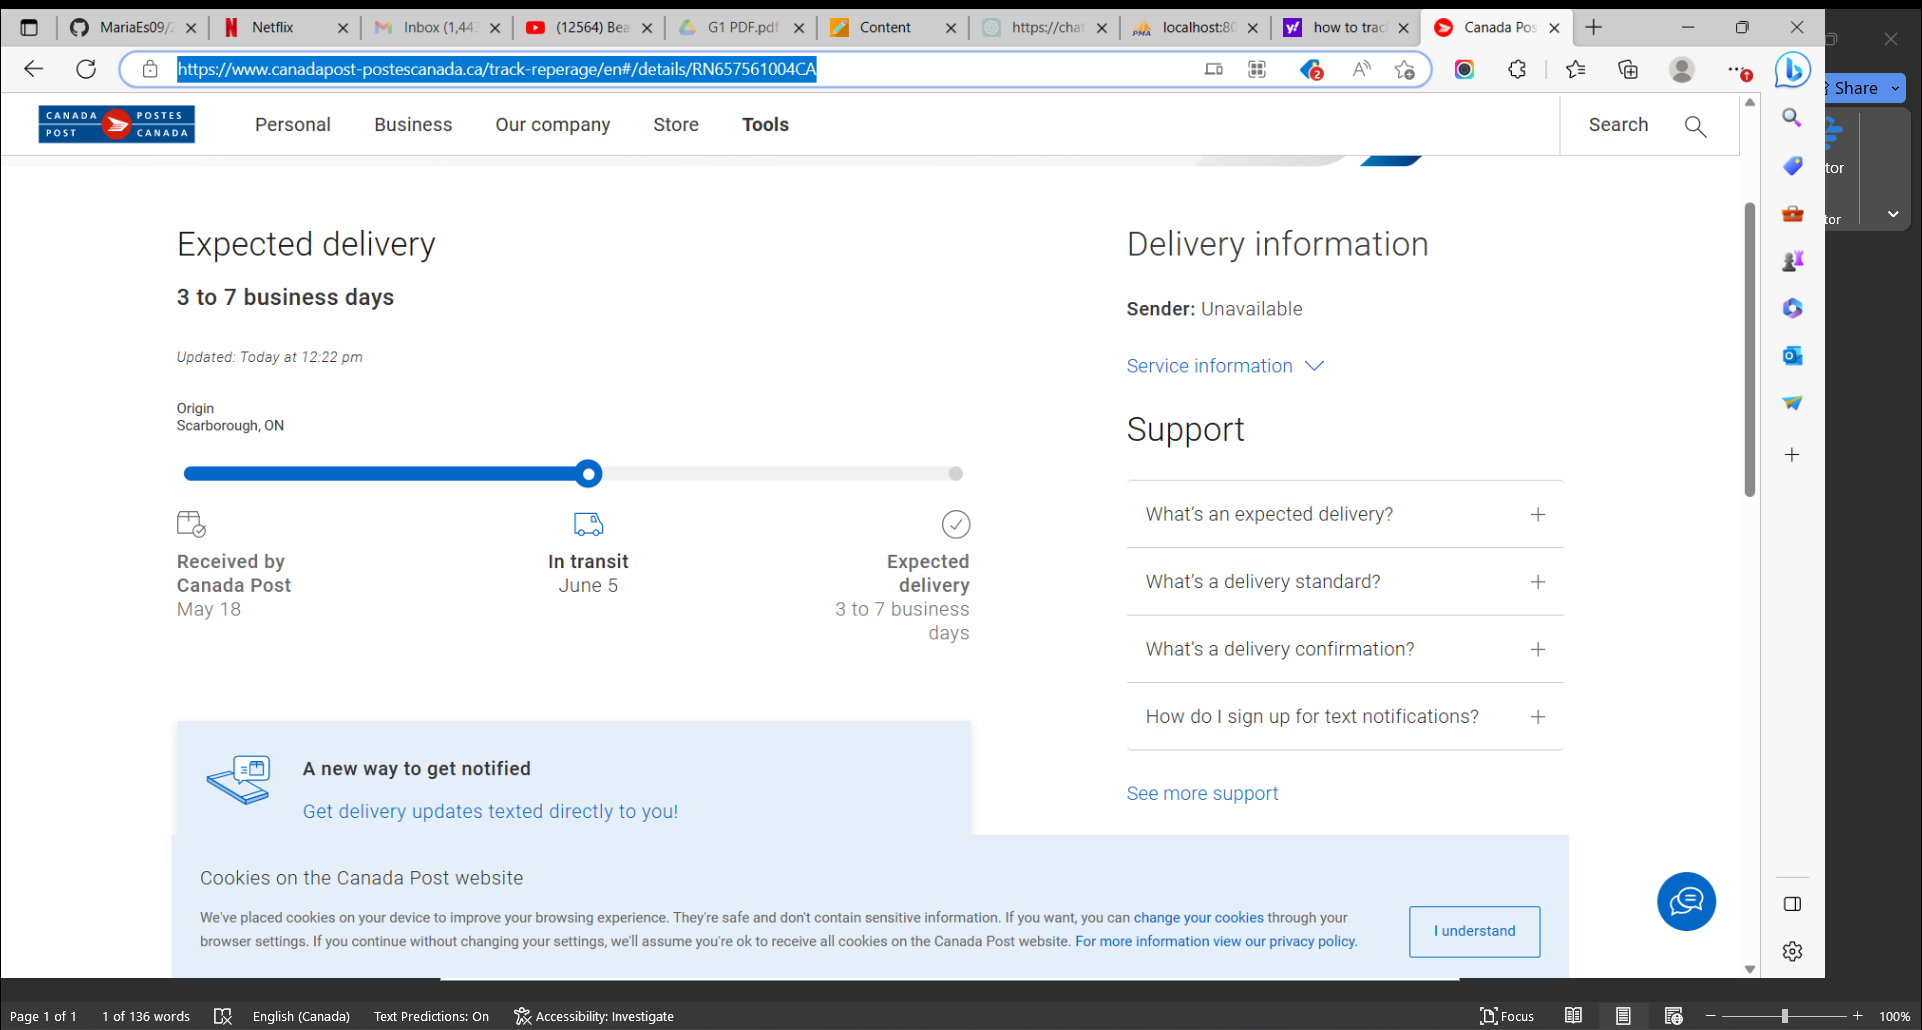 MariaEs09/2
Netflix
Inbox (1,443
(12564) Bea
G1 PDF.pdf
Content
https://chat
localhost:80
how to trac
Canada Pos
https://www.canadapost-postescanada.ca/track-reperage/en#/details/RN657561004CA
2
Share
CANADA POST
POSTES CANADA
Personal
Business
Our company
Store
Tools
Search
tor
tor
Expected delivery
3 to 7 business days
Updated: Today at 12:22 pm
Origin
Scarborough, ON
Received by
Canada Post
May 18
In transit
June 5
Expected
delivery
3 to 7 business
days
Delivery information
Sender: Unavailable
Service information
Support
What's an expected delivery?
What's a delivery standard?
What's a delivery confirmation?
How do I sign up for text notifications?
See more support
A new way to get notified
Get delivery updates texted directly to you!
Cookies on the Canada Post website
We've placed cookies on your device to improve your browsing experience. They're safe and don't contain sensitive information. If you want, you can change your cookies through your
browser settings. If you continue without changing your settings, we'll assume you're ok to receive all cookies on the Canada Post website. For more information view our privacy policy.
I understand
Page 1 of 1
1 of 136 words
English (Canada)
Text Predictions: On
Accessibility: Investigate
Focus
100%